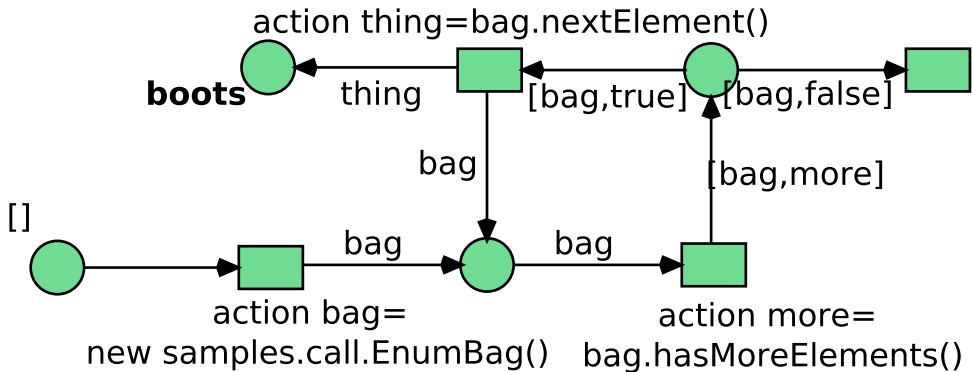 action thing=bag.nextElement()
boots
thing
[bag,true]
[bag,false]
bag
[bag,more]
[]
bag
bag
action bag=
new samples.call.EnumBag()
action more=
bag.hasMoreElements()